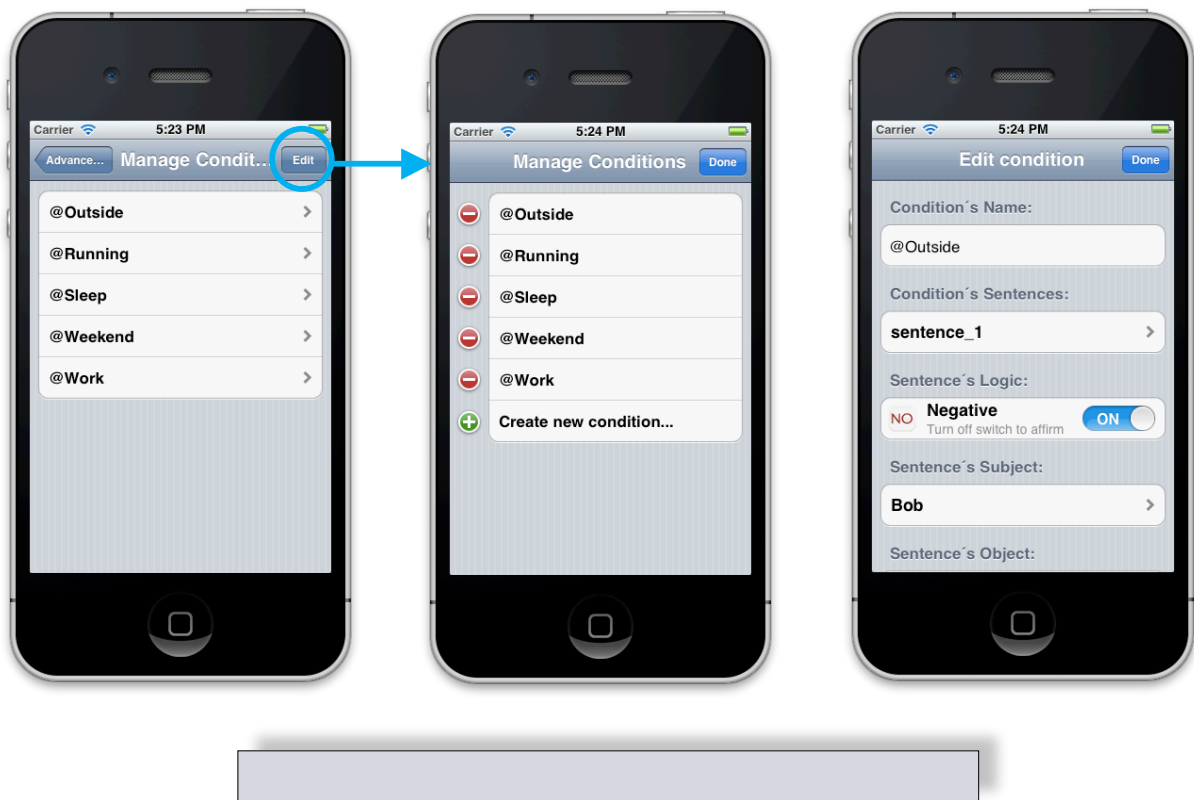 Carrier 5:23 PM
Advance... Manage Condit... Edit
@Outside
@Running
@Sleep
@Weekend
@Work
Carrier 5:24 PM
Manage Conditions Done
@Outside
@Running
@Sleep
@Weekend
@Work
Create new condition...
Carrier 5:24 PM
Edit condition Done
Condition´s Name:
@Outside
Condition´s Sentences:
sentence_1
Sentence´s Logic:
NO Negative ON
Turn off switch to affirm
Sentence´s Subject:
Bob
Sentence´s Object: